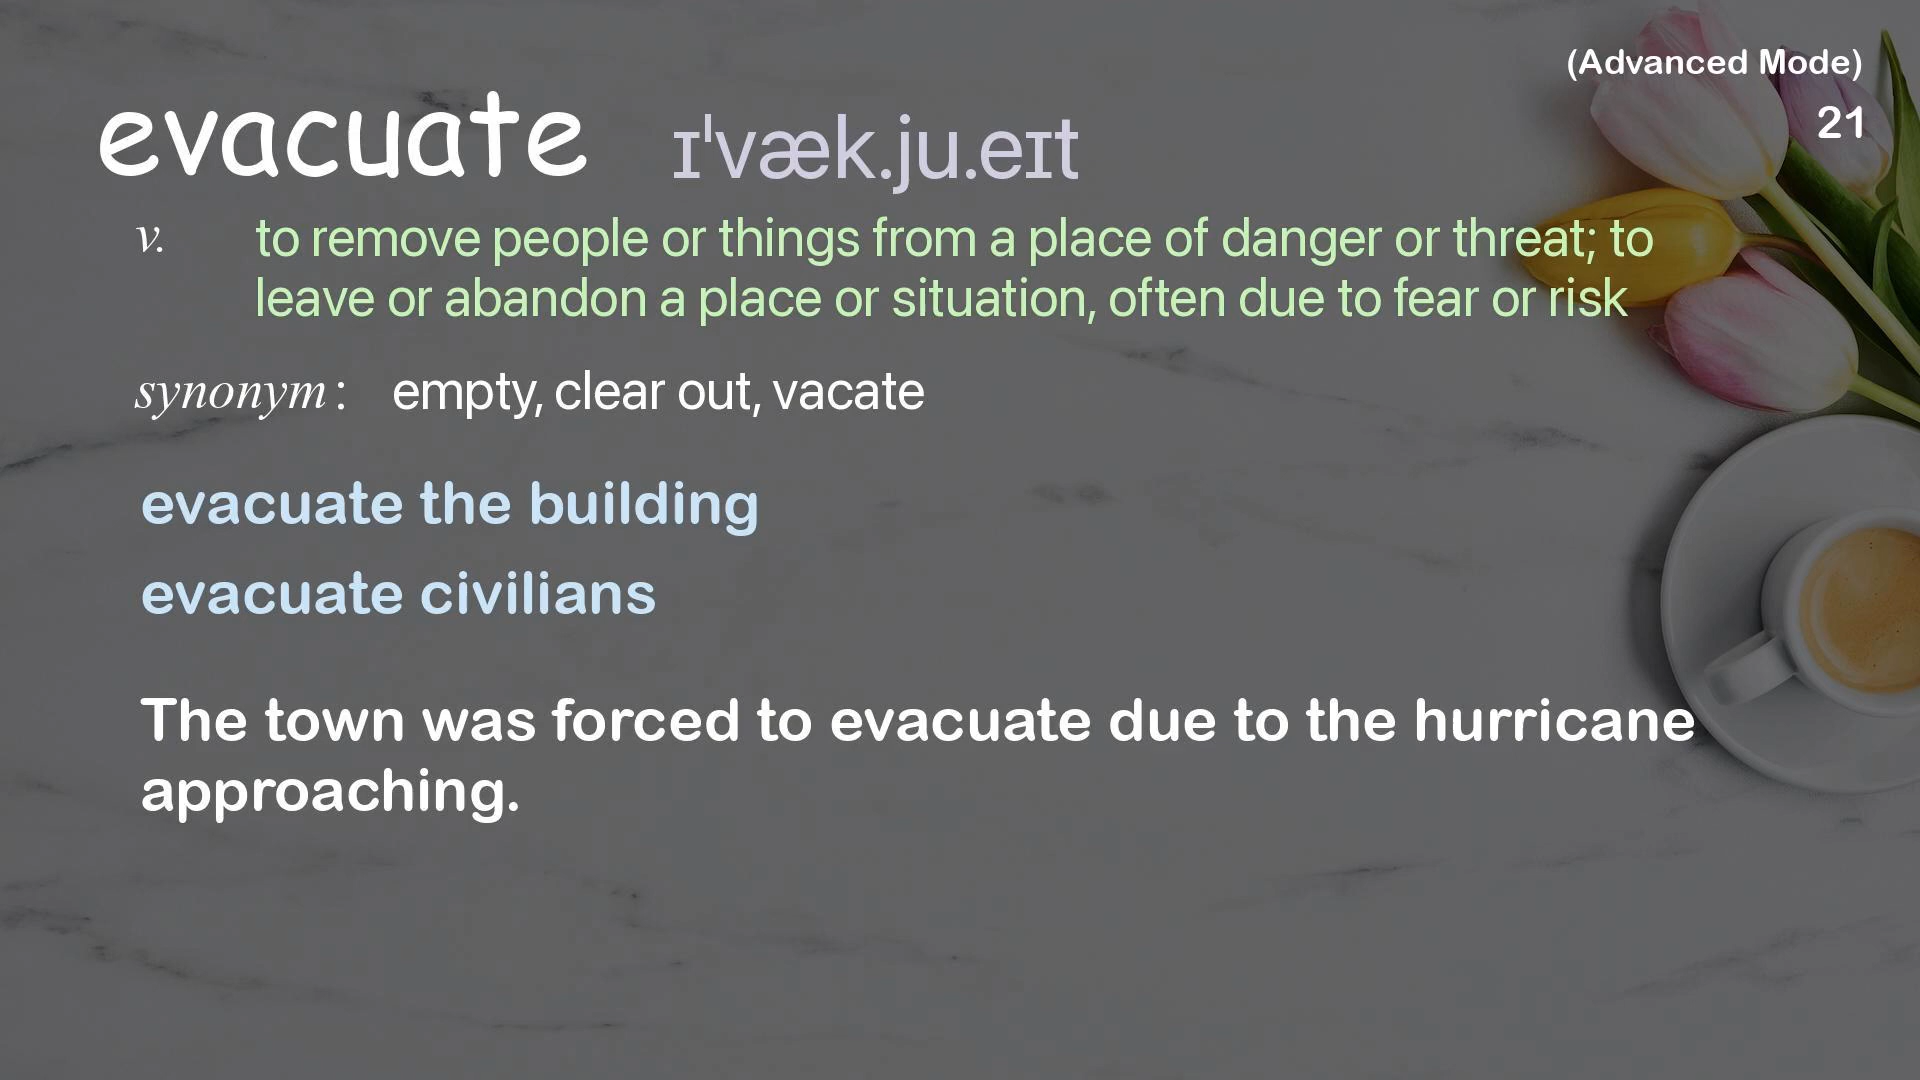 (Advanced Mode)
evacuate ɪˈvæk.ju.eɪt
21
v. to remove people or things from a place of danger or threat; to
leave or abandon a place or situation, often due to fear or risk
synonym: empty, clear out, vacate
evacuate the building
evacuate civilians
The town was forced to evacuate due to the hurricane
approaching.